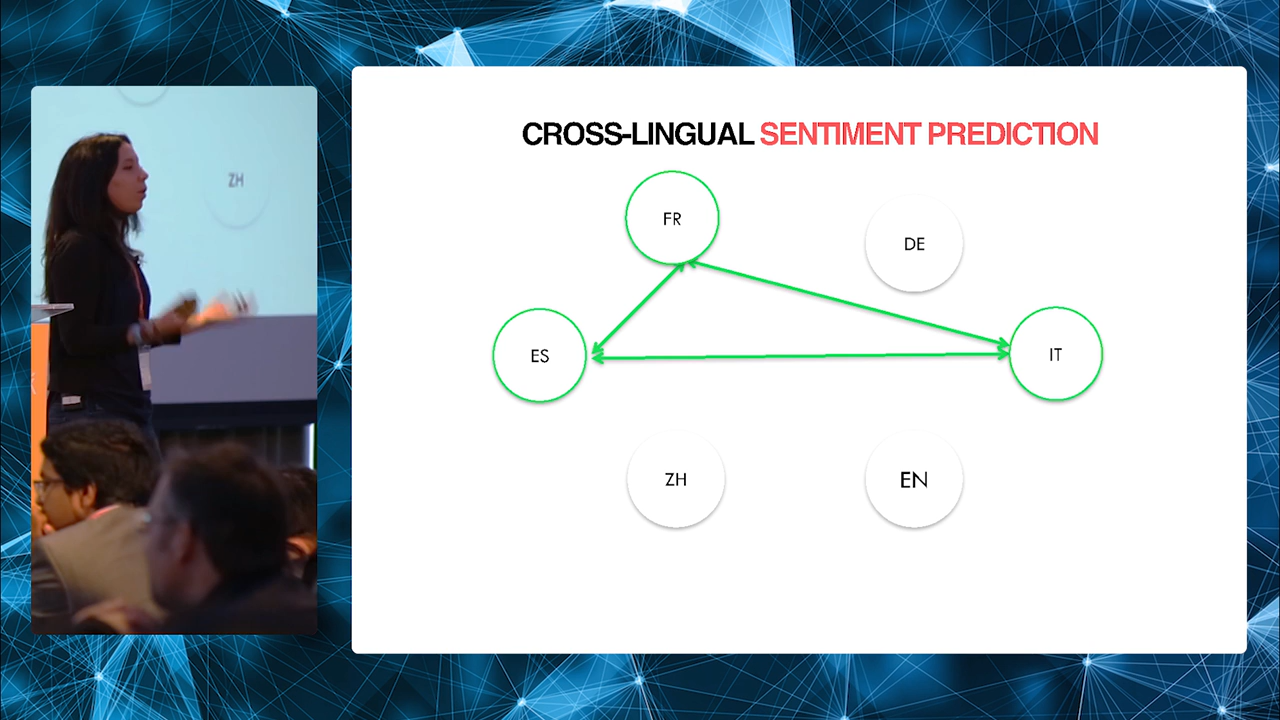 CROSS-LINGUAL SENTIMENT PREDICTION
FR
DE
ES
IT
ZH
EN
ZH